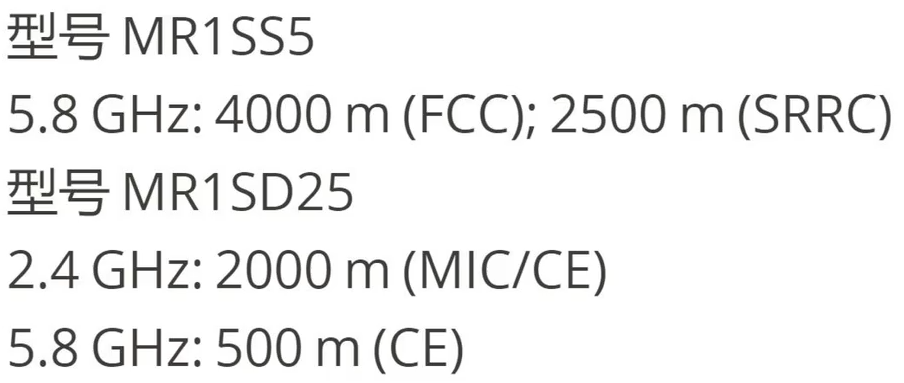 型号 MR1SS5
5.8 GHz: 4000 m (FCC); 2500 m (SRRC)
型号 MR1SD25
2.4 GHz: 2000 m (MIC/CE)
5.8 GHz: 500 m (CE)